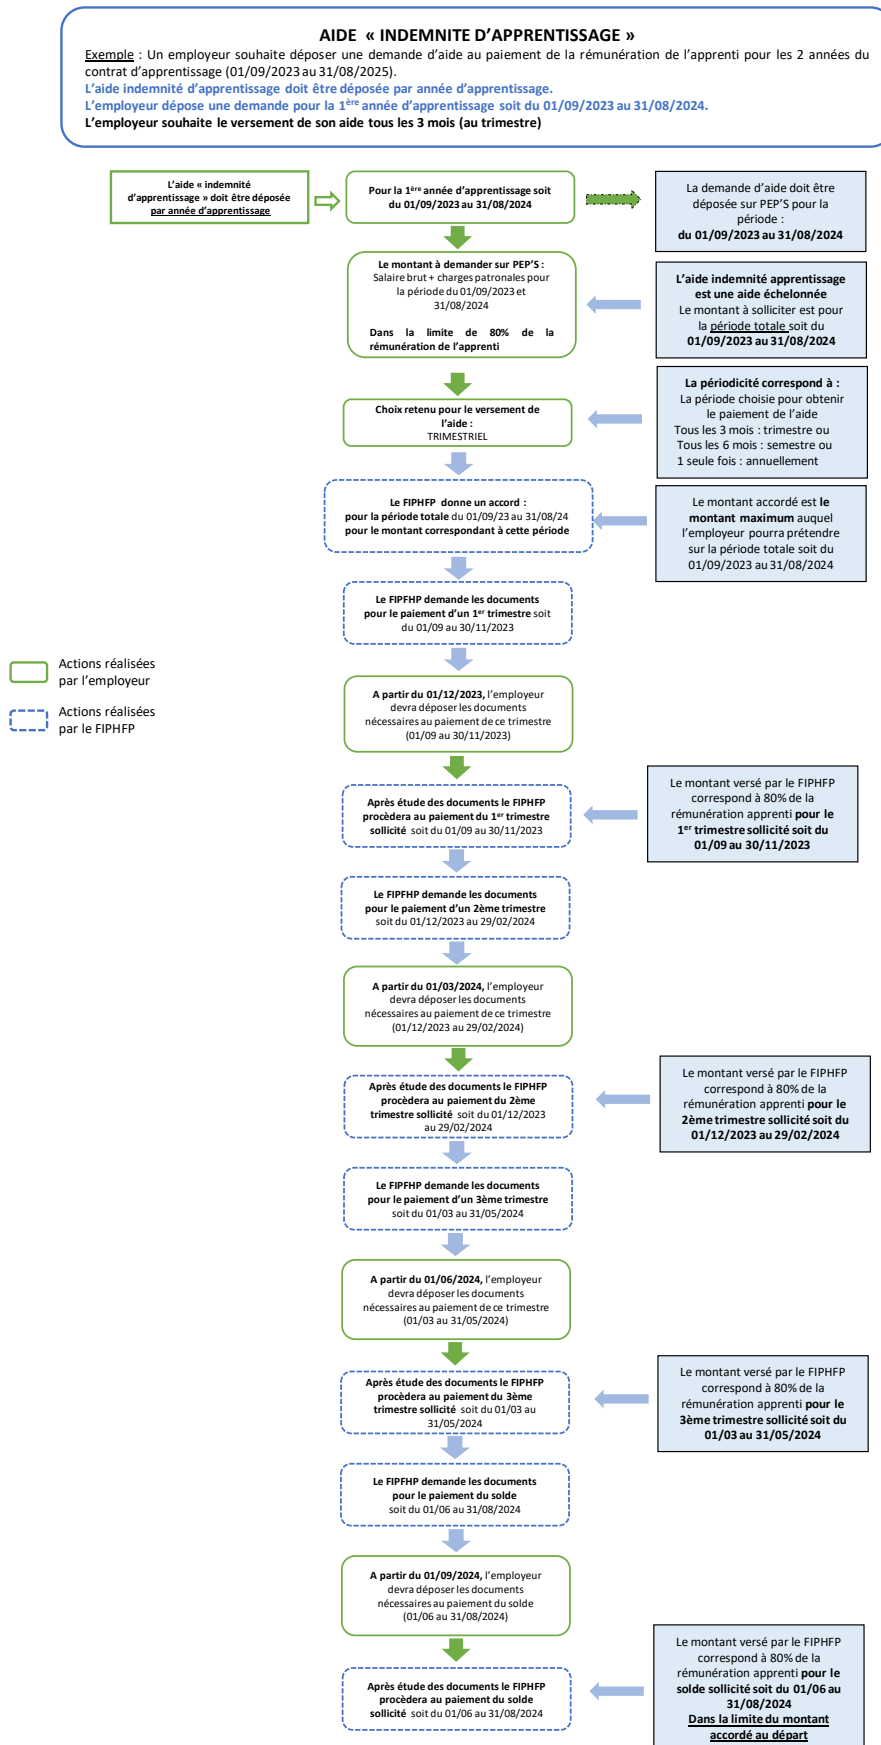 AIDE « INDEMNITE D'APPRENTISSAGE »
Exemple : Un employeur souhaite déposer une demande d'aide au paiement de la rémunération de l'apprenti pour les 2 années du
contrat d'apprentissage (01/09/2023 au 31/08/2025).
L'aide indemnité d'apprentissage doit être déposée par année d'apprentissage.
L'employeur dépose une demande pour la 1ère année d'apprentissage soit du 01/09/2023 au 31/08/2024.
L'employeur souhaite le versement de son aide tous les 3 mois (au trimestre)
L'aide « indemnité
d'apprentissage » doit être déposée
par année d'apprentissage
Pour la 1ère année d'apprentissage soit
du 01/09/2023 au 31/08/2024
La demande d'aide doit être
déposée sur PEP'S pour la
période :
du 01/09/2023 au 31/08/2024
Le montant à demander sur PEP'S :
Salaire brut + charges patronales pour
la période du 01/09/2023 et
31/08/2024
Dans la limite de 80% de la
rémunération de l'apprenti
L'aide indemnité apprentissage
est une aide échelonnée
Le montant à solliciter est pour
la période totale soit du
01/09/2023 au 31/08/2024
Choix retenu pour le versement de
l'aide :
TRIMESTRIEL
La périodicité correspond à :
La période choisie pour obtenir
le paiement de l'aide
Tous les 3 mois : trimestre ou
Tous les 6 mois : semestre ou
1 seule fois : annuellement
Le FIPHFP donne un accord :
pour la période totale du 01/09/23 au 31/08/24
pour le montant correspondant à cette période
Le montant accordé est le
montant maximum auquel
l'employeur pourra prétendre
sur la période totale soit du
01/09/2023 au 31/08/2024
Le FIPFHP demande les documents
pour le paiement d'un 1er trimestre soit
du 01/09 au 30/11/2023
Actions réalisées
par l'employeur
Actions réalisées
par le FIPHFP
A partir du 01/12/2023, l'employeur
devra déposer les documents
nécessaires au paiement de ce trimestre
(01/09 au 30/11/2023)
Après étude des documents le FIPHFP
procèdera au paiement du 1er trimestre
sollicité soit du 01/09 au 30/11/2023
Le montant versé par le FIPHFP
correspond à 80% de la
rémunération apprenti pour le
1er trimestre sollicité soit du
01/09 au 30/11/2023
Le FIPFHP demande les documents
pour le paiement d'un 2ème trimestre
soit du 01/12/2023 au 29/02/2024
A partir du 01/03/2024, l'employeur
devra déposer les documents
nécessaires au paiement de ce trimestre
(01/12/2023 au 29/02/2024)
Après étude des documents le FIPHFP
procèdera au paiement du 2ème
trimestre sollicité soit du 01/12/2023
au 29/02/2024
Le montant versé par le FIPHFP
correspond à 80% de la
rémunération apprenti pour le
2ème trimestre sollicité soit du
01/12/2023 au 29/02/2024
Le FIPFHP demande les documents
pour le paiement d'un 3ème trimestre
soit du 01/03 au 31/05/2024
A partir du 01/06/2024, l'employeur
devra déposer les documents
nécessaires au paiement de ce trimestre
(01/03 au 31/05/2024)
Après étude des documents le FIPHFP
procèdera au paiement du 3ème
trimestre sollicité soit du 01/03 au
31/05/2024
Le montant versé par le FIPHFP
correspond à 80% de la
rémunération apprenti pour le
3ème trimestre sollicité soit du
01/03 au 31/05/2024
Le FIPFHP demande les documents
pour le paiement du solde
soit du 01/06 au 31/08/2024
A partir du 01/09/2024, l'employeur
devra déposer les documents
nécessaires au paiement du solde
(01/06 au 31/08/2024)
Après étude des documents le FIPHFP
procèdera au paiement du solde
sollicité soit du 01/06 au 31/08/2024
Le montant versé par le FIPHFP
correspond à 80% de la
rémunération apprenti pour le
solde sollicité soit du 01/06 au
31/08/2024
Dans la limite du montant
accordé au départ